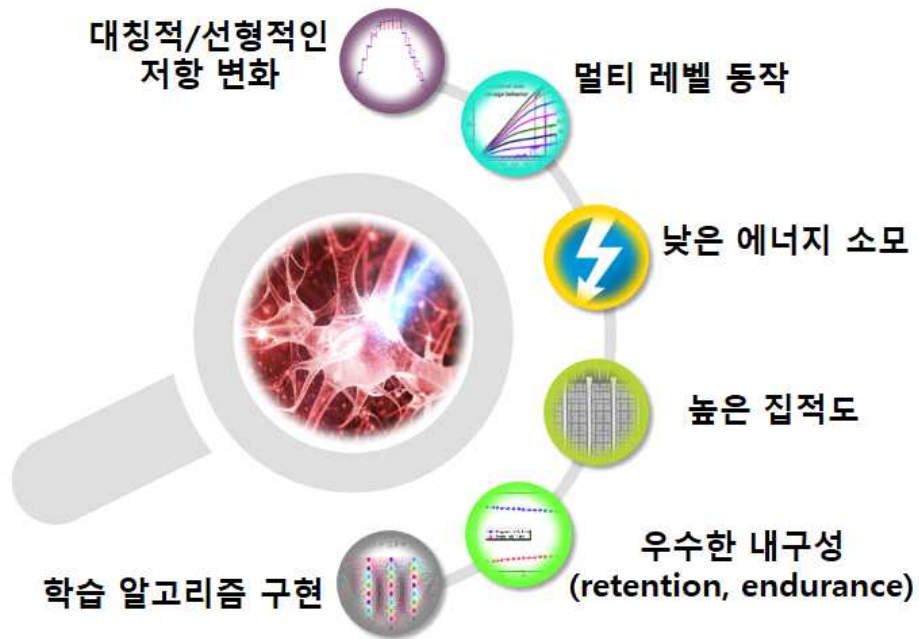 대칭적/선형적인
저항 변화
멀티 레벨 동작
낮은 에너지 소모
높은 집적도
우수한 내구성
(retention, endurance)
학습 알고리즘 구현